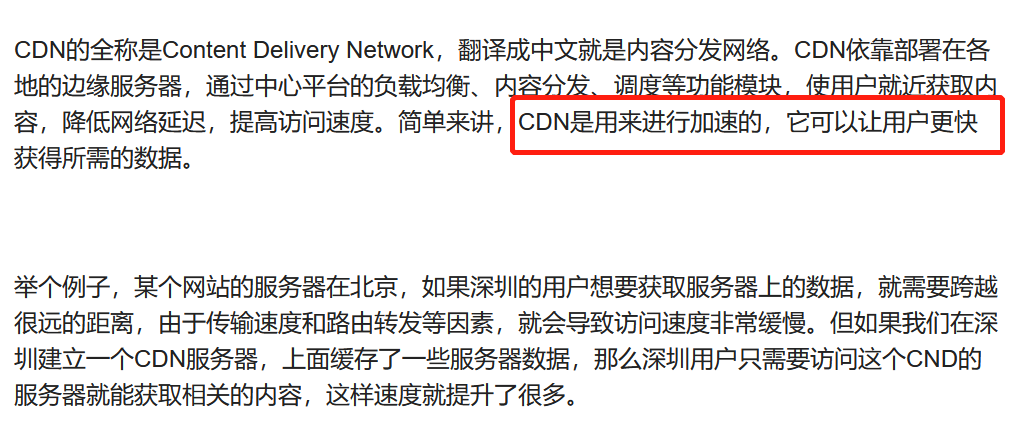 CDN的全称是Content Delivery Network，翻译成中文就是内容分发网络。CDN依靠部署在各
地的边缘服务器，通过中心平台的负载均衡、内容分发、调度等功能模块，使用户就近获取内
容，降低网络延迟，提高访问速度。简单来讲，CDN是用来进行加速的，它可以让用户更快
获得所需的数据。
举个例子，某个网站的服务器在北京，如果深圳的用户想要获取服务器上的数据，就需要跨越
很远的距离，由于传输速度和路由转发等因素，就会导致访问速度非常缓慢。但如果我们在深
圳建立一个CDN服务器，上面缓存了一些服务器数据，那么深圳用户只需要访问这个CND的
服务器就能获取相关的内容，这样速度就提升了很多。